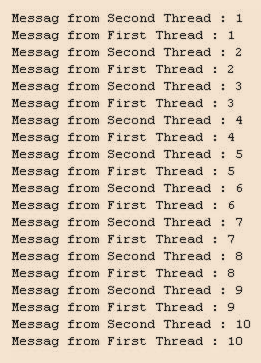 Messag from Second Thread : 1
Messag from First Thread : 1
Messag from Second Thread : 2
Messag from First Thread : 2
Messag from Second Thread : 3
Messag from First Thread : 3
Messag from Second Thread : 4
Messag from First Thread : 4
Messag from Second Thread : 5
Messag from First Thread : 5
Messag from Second Thread : 6
Messag from First Thread : 6
Messag from Second Thread : 7
Messag from First Thread : 7
Messag from Second Thread : 8
Messag from First Thread : 8
Messag from Second Thread : 9
Messag from First Thread : 9
Messag from Second Thread : 10
Messag from First Thread : 10